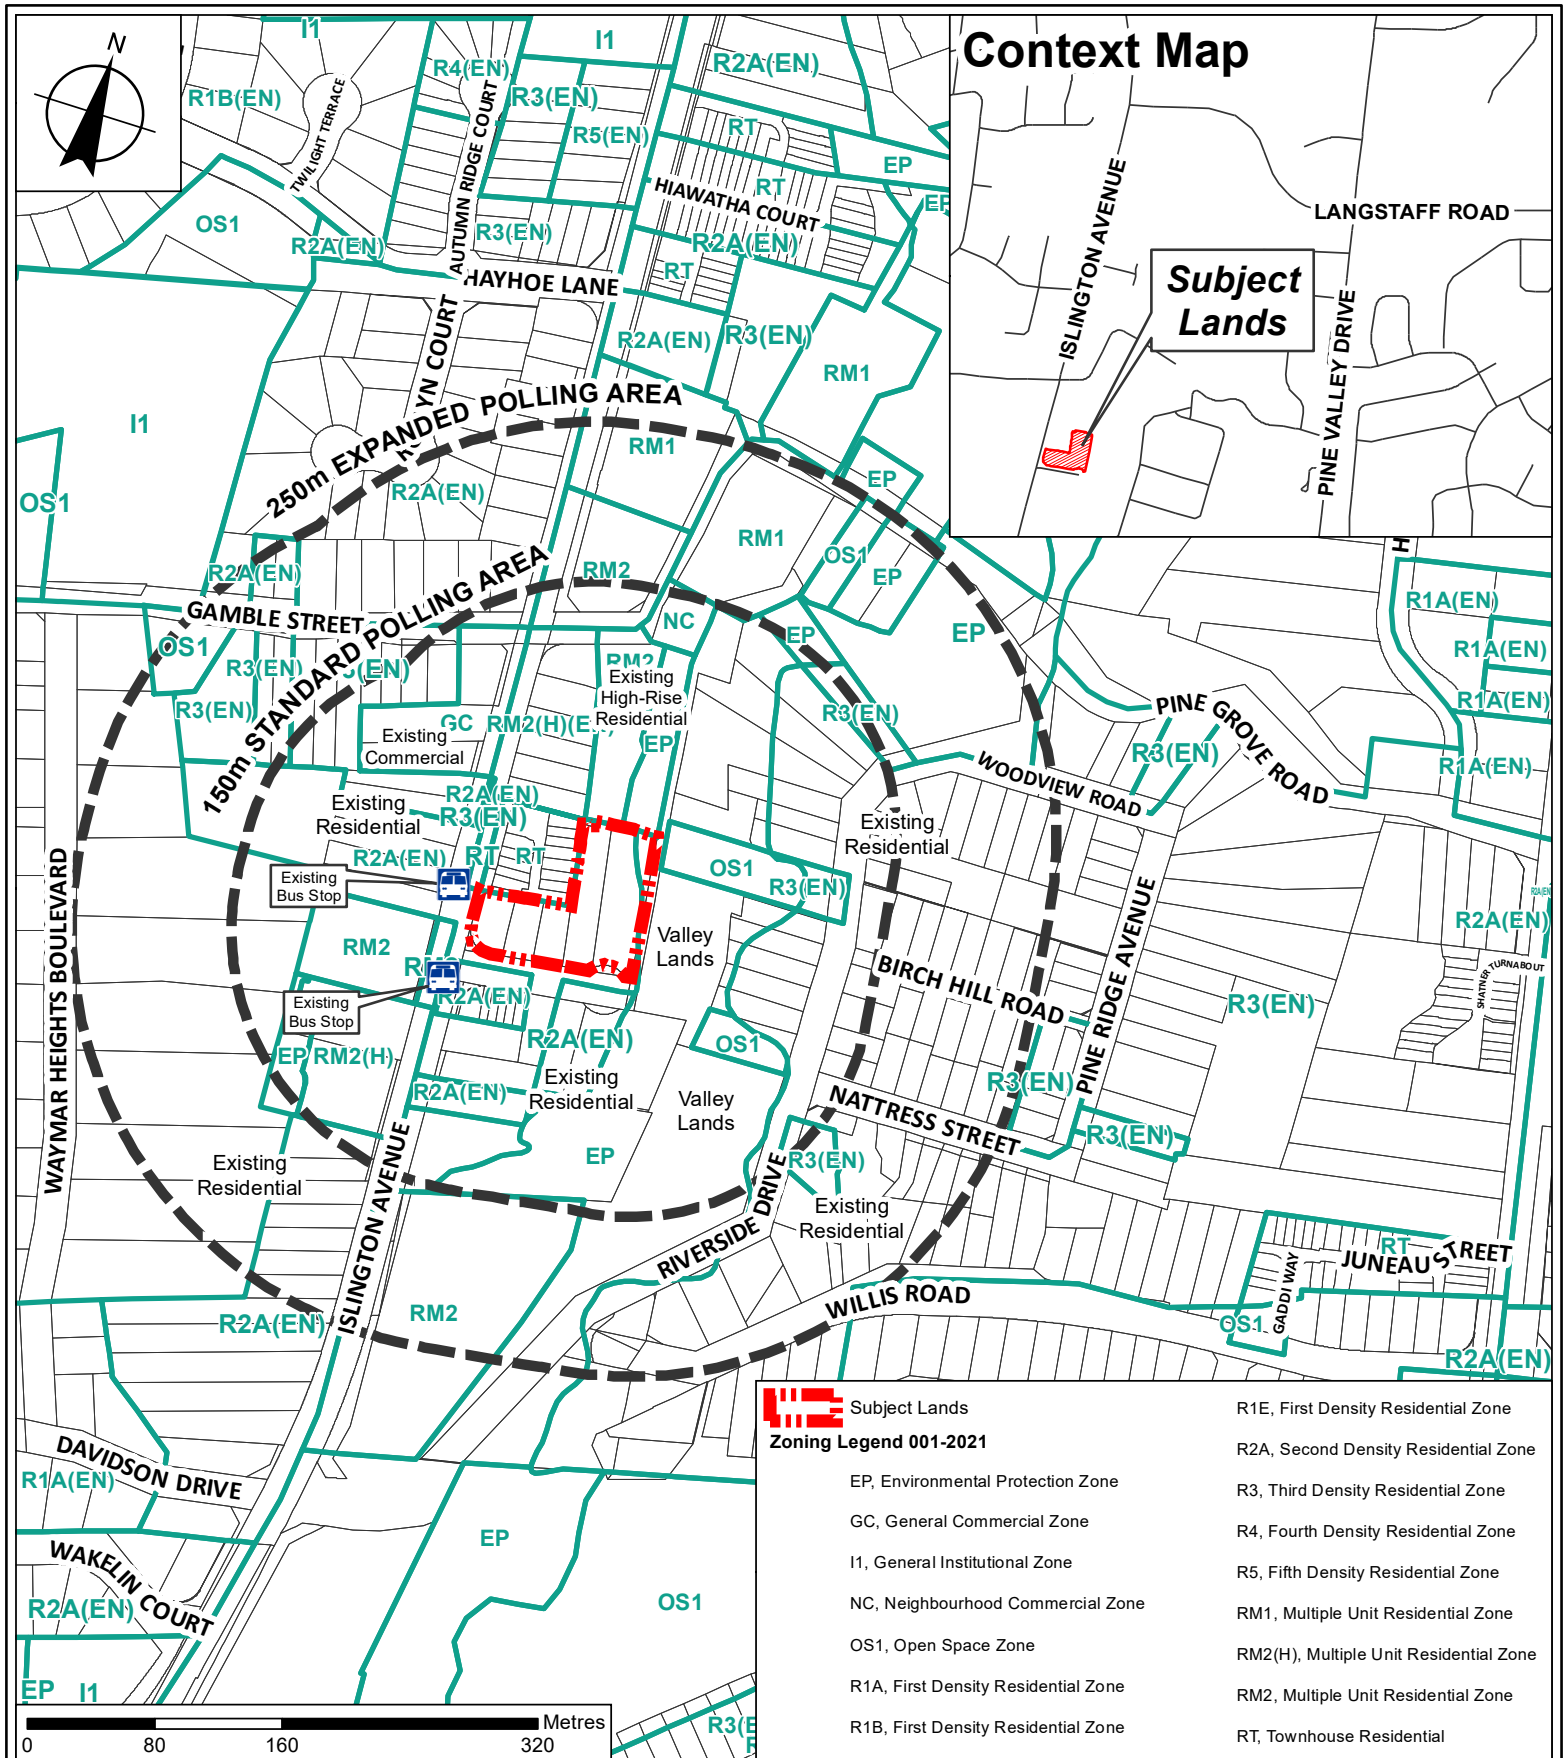 N
I1
I1
R1B(EN)
TWILIGHT TERRACE
R4(EN)
AUTUMN RIDGE COURT
R3(EN)
R5(EN)
R2A(EN)
RT
EP
RT
HIAWATHA COURT
EP
OS1
R2A(EN)
R3(EN)
R2A(EN)
RT
HAYHOE LANE
R2A(EN)
R3(EN)
RM1
I1
OS1
250m EXPANDED POLLING AREA
RM1
R2A(EN)
EP
RM1
OS1
EP
R2A(EN)
RM2
150m STANDARD POLLING AREA
GAMBLE STREET
OS1
R3(EN)
R3(EN)
NC
EP
EP
RM2
Existing
High-Rise
Residential
GC
Existing
Commercial
EP
R3(EN)
PINE GROVE ROAD
R3(EN)
WOODVIEW ROAD
R1A(EN)
R1A(EN)
R1A(EN)
R1A(EN)
H
Existing
Residential
R2A(EN)
R3(EN)
R2A(EN)
RT
RT
Existing
Bus Stop
OS1
R3(EN)
Existing
Residential
RM2
Valley
Lands
Existing
Bus Stop
R2A(EN)
EP
RM2(H)
R2A(EN)
OS1
R2A(EN)
Existing
Residential
Valley
Lands
EP
WAYMAR HEIGHTS BOULEVARD
BIRCH HILL ROAD
PINE RIDGE AVENUE
R3(EN)
R2A(EN)
R2A(EN)
SHATNER TURNABOUT
R3(EN)
NATTRESS STREET
R3(EN)
R3(EN)
Existing
Residential
Existing
Residential
ISLINGTON AVENUE
RIVERSIDE DRIVE
WILLIS ROAD
RT
JUNEAU STREET
GADDI WAY
OS1
R2A(EN)
R2A(EN)
RM2
DAVIDSON DRIVE
R1A(EN)
WAKELIN COURT
R2A(EN)
EP
I1
EP
OS1
Context Map
ISLINGTON AVENUE
LANGSTAFF ROAD
Subject
Lands
PINE VALLEY DRIVE
Subject Lands
Zoning Legend 001-2021
EP, Environmental Protection Zone
GC, General Commercial Zone
I1, General Institutional Zone
NC, Neighbourhood Commercial Zone
OS1, Open Space Zone
R1A, First Density Residential Zone
R1B, First Density Residential Zone
R1E, First Density Residential Zone
R2A, Second Density Residential Zone
R3, Third Density Residential Zone
R4, Fourth Density Residential Zone
R5, Fifth Density Residential Zone
RM1, Multiple Unit Residential Zone
RM2(H), Multiple Unit Residential Zone
RM2, Multiple Unit Residential Zone
RT, Townhouse Residential
Metres
0 80 160 320